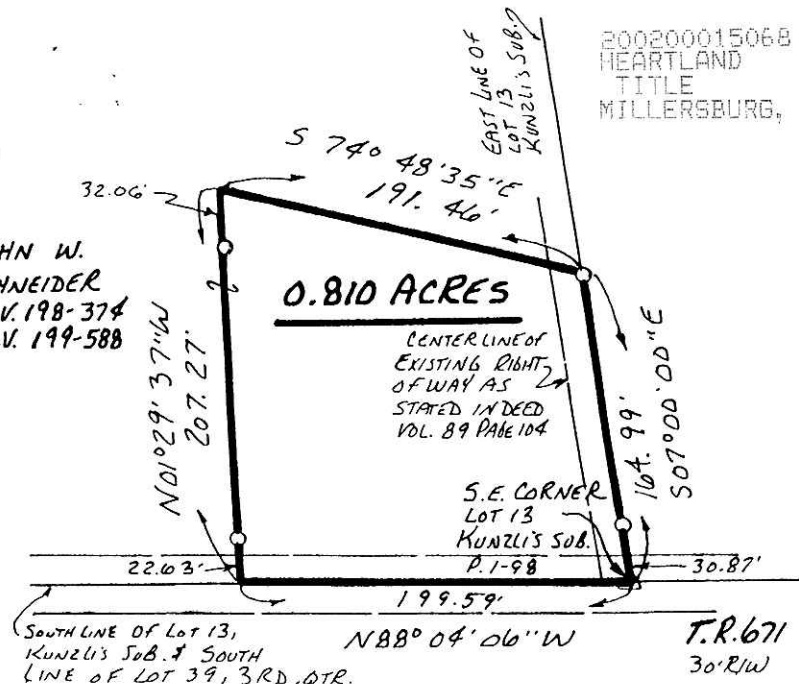 200200015068
HEARTLAND
TITLE
MILLERSBURG,
EAST LINE OF
LOT 13
KUNZLI'S SUB.
S 74° 48' 35" E
191.46'
32.06'
HN W.
HNEIDER
V. 198-374
V. 199-588
0.810 ACRES
CENTERLINE OF
EXISTING RIGHT
OF WAY AS
STATED IN DEED
VOL. 89 PAGE 104
N01° 29' 37" W
207.27'
164.99'
S07° 00' 00" E
S.E. CORNER
LOT 13
KUNZLI'S SUB.
P. 1-98
22.63'
30.87'
199.59'
SOUTH LINE OF LOT 13,
KUNZLI'S SUB. & SOUTH
LINE OF LOT 39, 3RD. QTR.
N88° 04' 06" W
T.R. 671
30' R/W